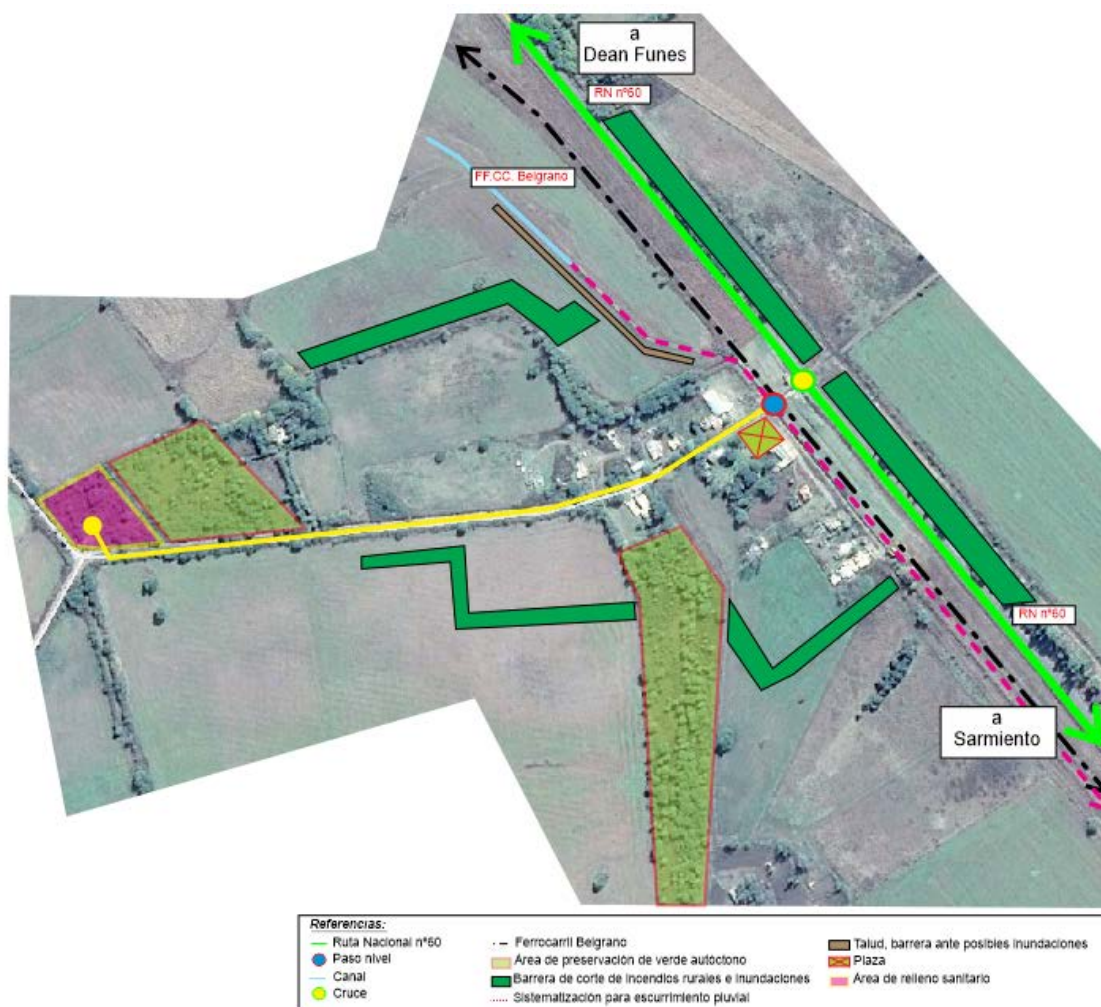 a
Dean Funes
RN nº60
FF.CC. Belgrano
RN nº60
a
Sarmiento
Referencias:
Ruta Nacional nº60
Paso nivel
Canal
Cruce
Ferrocarril Belgrano
Área de preservación de verde autóctono
Barrera de corte de incendios rurales e inundaciones
Sistematización para escurrimiento pluvial
Talud, barrera ante posibles inundaciones
Plaza
Área de relleno sanitario